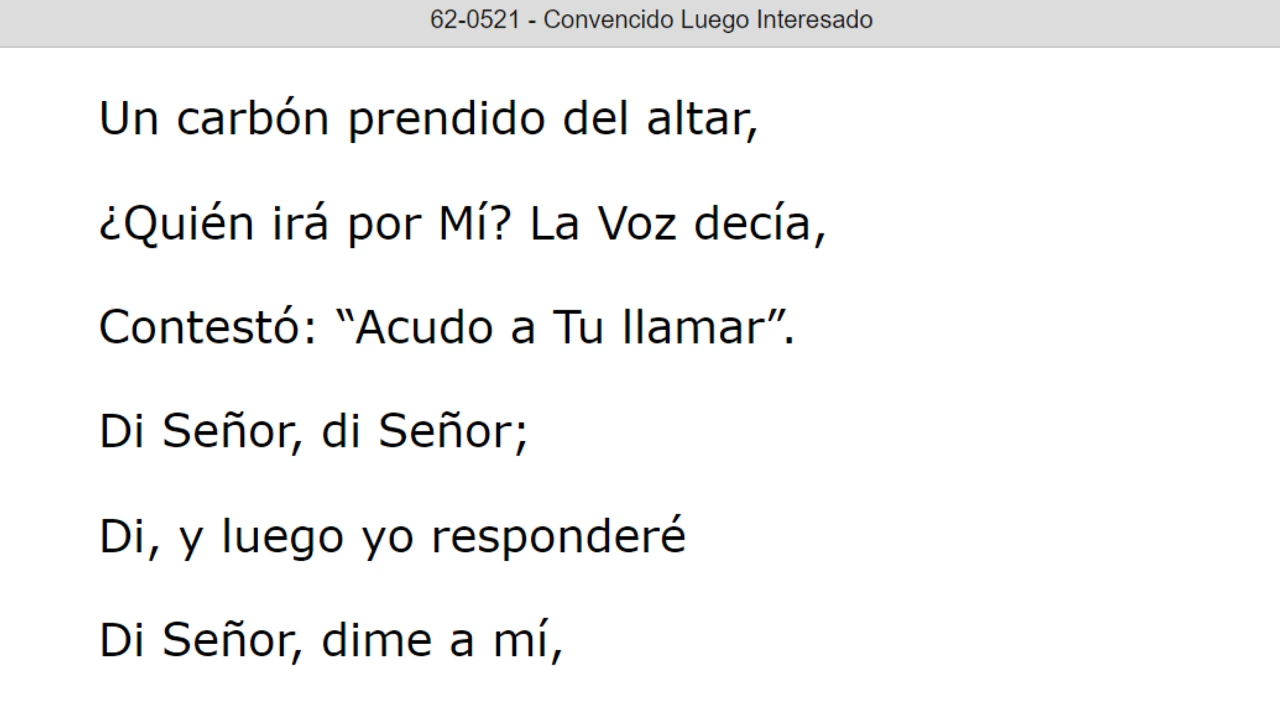 62-0521 - Convencido Luego Interesado
Un carbón prendido del altar,
¿Quién irá por Mí? La Voz decía,
Contestó: “Acudo a Tu llamar”.
Di Señor, di Señor;
Di, y luego yo responderé
Di Señor, dime a mí,